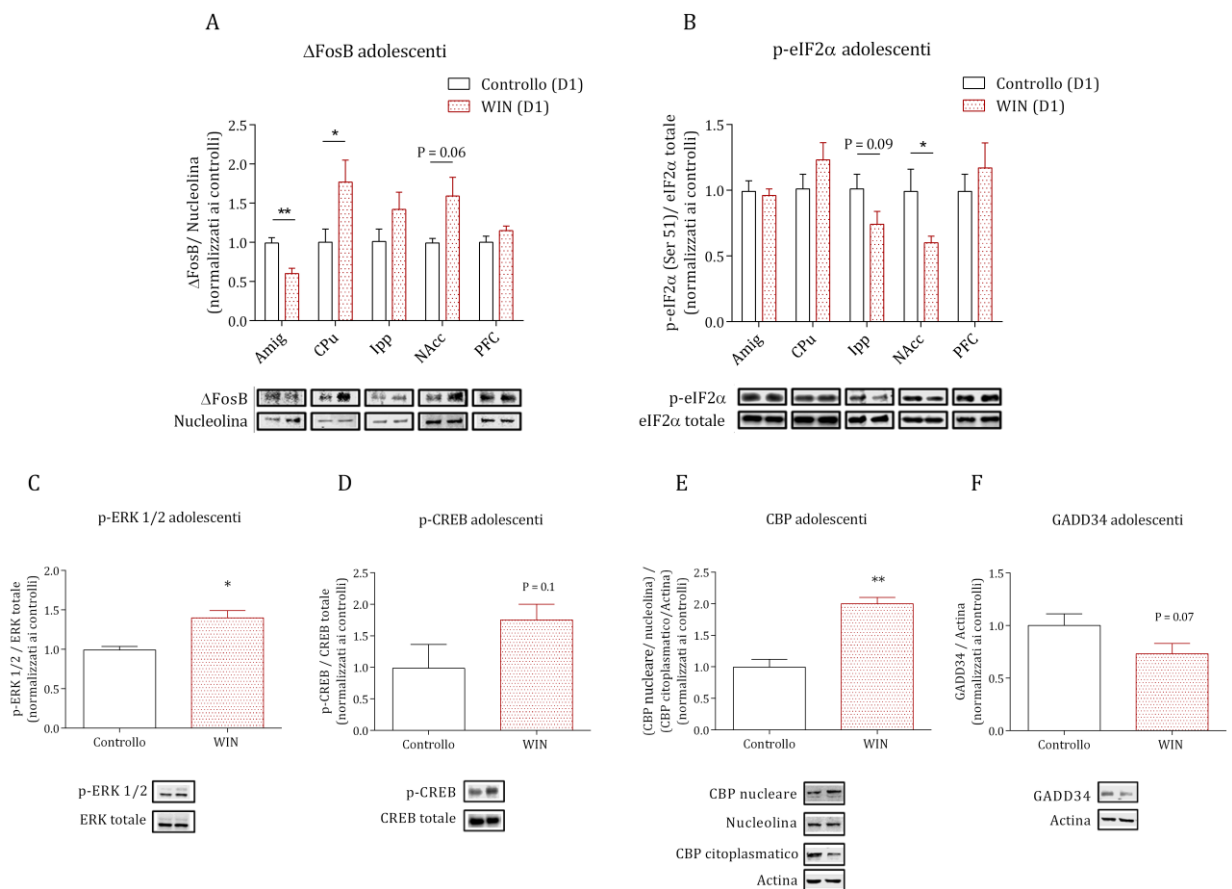 A
ΔFosB adolescenti
Controllo (D1)
WIN (D1)
ΔFosB/ Nucleolina
(normalizzati ai controlli)
2.5
2.0
1.5
1.0
0.5
0.0
**
*
P = 0.06
Amig
CPu
Ipp
NAcc
PFC
ΔFosB
Nucleolina
B
p-eIF2α adolescenti
Controllo (D1)
WIN (D1)
p-eIF2α (Ser 51)/ eIF2α totale
(normalizzati ai controlli)
1.5
1.0
0.5
0.0
P = 0.09
*
Amig
CPu
Ipp
NAcc
PFC
p-eIF2α
eIF2α totale
C
p-ERK 1/2 adolescenti
p-ERK 1/2 / ERK totale
(normalizzati ai controlli)
2.0
1.5
1.0
0.5
0.0
*
Controllo
WIN
p-ERK 1/2
ERK totale
D
p-CREB adolescenti
p-CREB / CREB totale
(normalizzati ai controlli)
2.5
2.0
1.5
1.0
0.5
0.0
P = 0.1
Controllo
WIN
p-CREB
CREB totale
E
CBP adolescenti
(CBP nucleare/ nucleolina) /
(CBP citoplasmatico/Actina)
(normalizzati ai controlli)
2.5
2.0
1.5
1.0
0.5
0.0
**
Controllo
WIN
CBP nucleare
Nucleolina
CBP citoplasmatico
Actina
F
GADD34 adolescenti
GADD34 / Actina
(normalizzati ai controlli)
1.5
1.0
0.5
0.0
P = 0.07
Controllo
WIN
GADD34
Actina